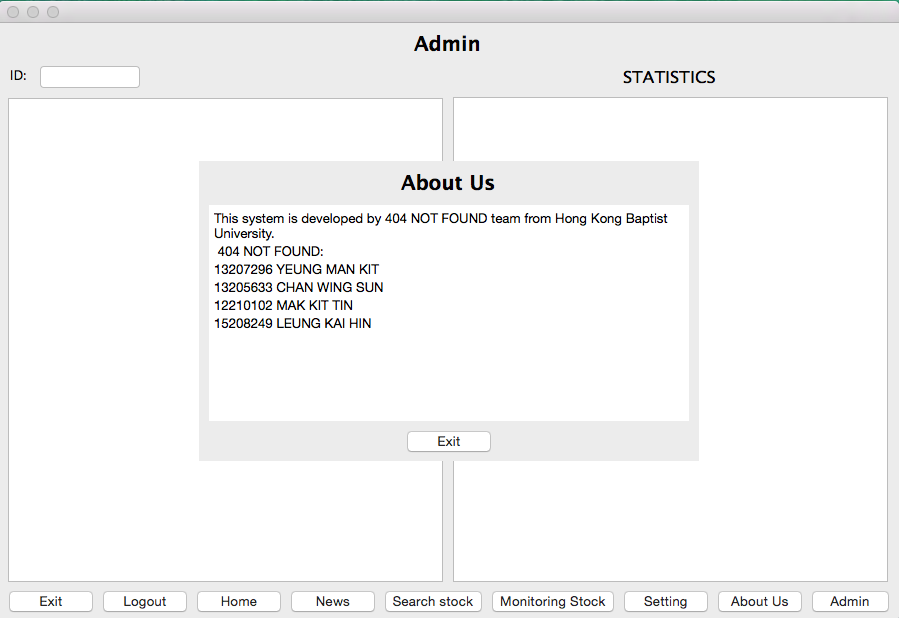 Admin
ID:
STATISTICS
About Us
This system is developed by 404 NOT FOUND team from Hong Kong Baptist
University.
404 NOT FOUND:
13207296 YEUNG MAN KIT
13205633 CHAN WING SUN
12210102 MAK KIT TIN
15208249 LEUNG KAI HIN
Exit
Exit Logout Home News Search stock Monitoring Stock Setting About Us Admin